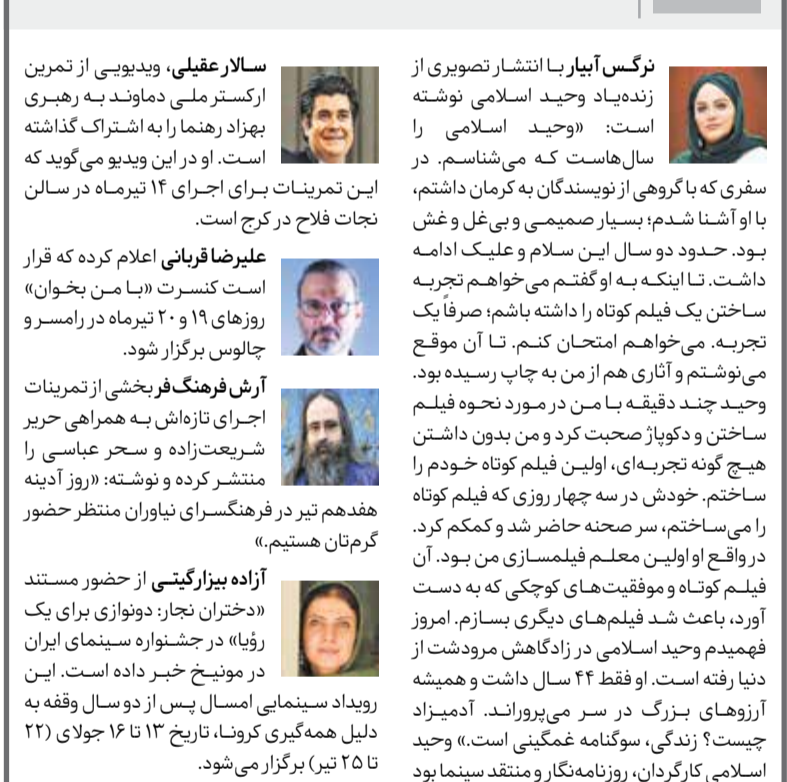 نرگس آبیار با انتشار تصویری از
زنده‌یاد وحید اسلامی نوشته
است: «وحید اسلامی را
سال‌هاست که می‌شناسم. در
سفری که با گروهی از نویسندگان به کرمان داشتم،
با او آشنا شدم؛ بسیار صمیمی و بی‌غل و غش
بود. حدود دو سال این سلام و علیک ادامه
داشت. تا اینکه به او گفتم می‌خواهم تجربه
ساختن یک فیلم کوتاه را داشته باشم؛ صرفاً یک
تجربه. می‌خواهم امتحان کنم. تا آن موقع
می‌نوشتم و آثاری هم از من به چاپ رسیده بود.
وحید چند دقیقه با من در مورد نحوه فیلم
ساختن و دکوپاژ صحبت کرد و من بدون داشتن
هیچ گونه تجربه‌ای، اولین فیلم کوتاه خودم را
ساختم. خودش در سه چهار روزی که فیلم کوتاه
را می‌ساختم، سر صحنه حاضر شد و کمکم کرد.
در واقع او اولین معلم فیلمسازی من بود. آن
فیلم کوتاه و موفقیت‌های کوچکی که به دست
آورد، باعث شد فیلم‌های دیگری بسازم. امروز
فهمیدم وحید اسلامی در زادگاهش مرودشت از
دنیا رفته است. او فقط ۴۴ سال داشت و همیشه
آرزوهای بزرگ در سر می‌پروراند. آدمیزاد
چیست؟ زندگی، سوگنامه غمگینی است.» وحید
اسلامی کارگردان، روزنامه‌نگار و منتقد سینما بود
سالار عقیلی، ویدیویی از تمرین
ارکستر ملی دماوند به رهبری
بهزاد رهنما را به اشتراک گذاشته
است. او در این ویدیو می‌گوید که
این تمرینات برای اجرای ۱۴ تیرماه در سالن
نجات فلاح در کرج است.
علیرضا قربانی اعلام کرده که قرار
است کنسرت «با من بخوان»
روزهای ۱۹ و ۲۰ تیرماه در رامسر و
چالوس برگزار شود.
آرش فرهنگ‌فر بخشی از تمرینات
اجرای تازه‌اش به همراهی حریر
شریعت‌زاده و سحر عباسی را
منتشر کرده و نوشته: «روز آدینه
هفدهم تیر در فرهنگسرای نیاوران منتظر حضور
گرم‌تان هستیم.»
آزاده بیزارگیتی از حضور مستند
«دختران نجار: دونوازی برای یک
رؤیا» در جشنواره سینمای ایران
در مونیخ خبر داده است. این
رویداد سینمایی امسال پس از دو سال وقفه به
دلیل همه‌گیری کرونا، تاریخ ۱۳ تا ۱۶ جولای (۲۲
تا ۲۵ تیر) برگزار می‌شود.